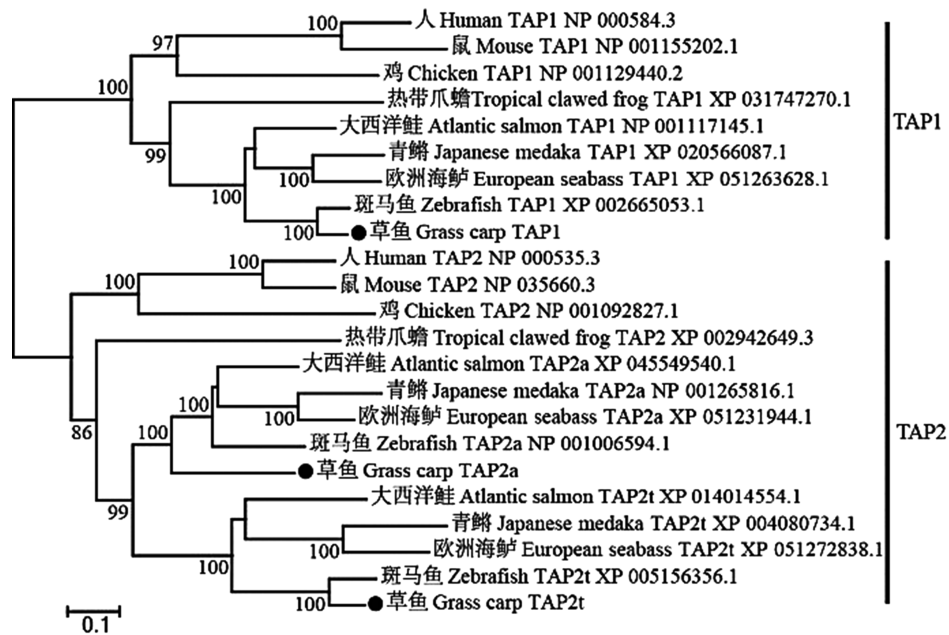 人 Human TAP1 NP 000584.3
100
鼠 Mouse TAP1 NP 001155202.1
97
鸡 Chicken TAP1 NP 001129440.2
100
热带爪蟾Tropical clawed frog TAP1 XP 031747270.1
TAP1
大西洋鲑 Atlantic salmon TAP1 NP 001117145.1
99
青鳉 Japanese medaka TAP1 XP 020566087.1
100
欧洲海鲈 European seabass TAP1 XP 051263628.1
100
斑马鱼 Zebrafish TAP1 XP 002665053.1
100
草鱼 Grass carp TAP1
人 Human TAP2 NP 000535.3
100
鼠 Mouse TAP2 NP 035660.3
100
鸡 Chicken TAP2 NP 001092827.1
热带爪蟾 Tropical clawed frog TAP2 XP 002942649.3
大西洋鲑 Atlantic salmon TAP2a XP 045549540.1
青鳉 Japanese medaka TAP2a NP 001265816.1
100
100
欧洲海鲈 European seabass TAP2a XP 051231944.1
86
100
TAP2
斑马鱼 Zebrafish TAP2a NP 001006594.1
草鱼 Grass carp TAP2a
大西洋鲑 Atlantic salmon TAP2t XP 014014554.1
99
青鳉 Japanese medaka TAP2t XP 004080734.1
100
欧洲海鲈 European seabass TAP2t XP 051272838.1
100
斑马鱼 Zebrafish TAP2t XP 005156356.1
100
草鱼 Grass carp TAP2t
0.1